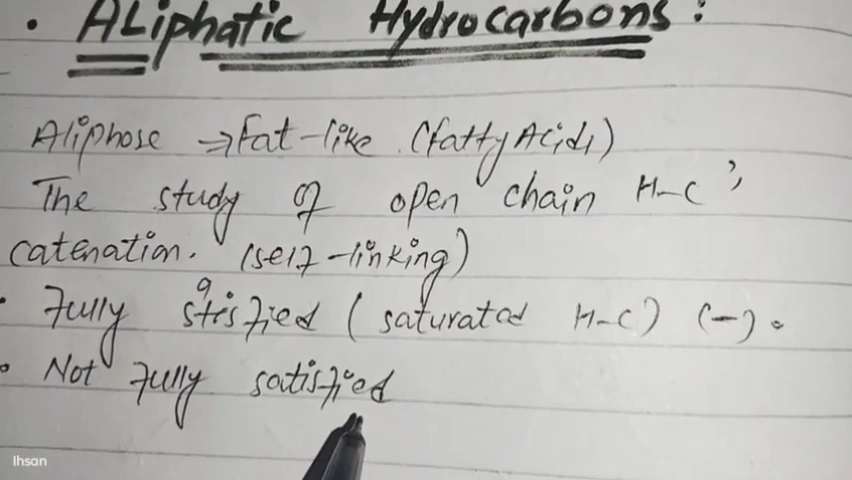 • Aliphatic Hydrocarbons:
Aliphose ⇒ Fat-like (fatty Acids)
The study of open chain H-C,
catenation. (self-linking)
• Fully satisfied (saturated H-C) (-).
• Not fully satisfied
Ihsan